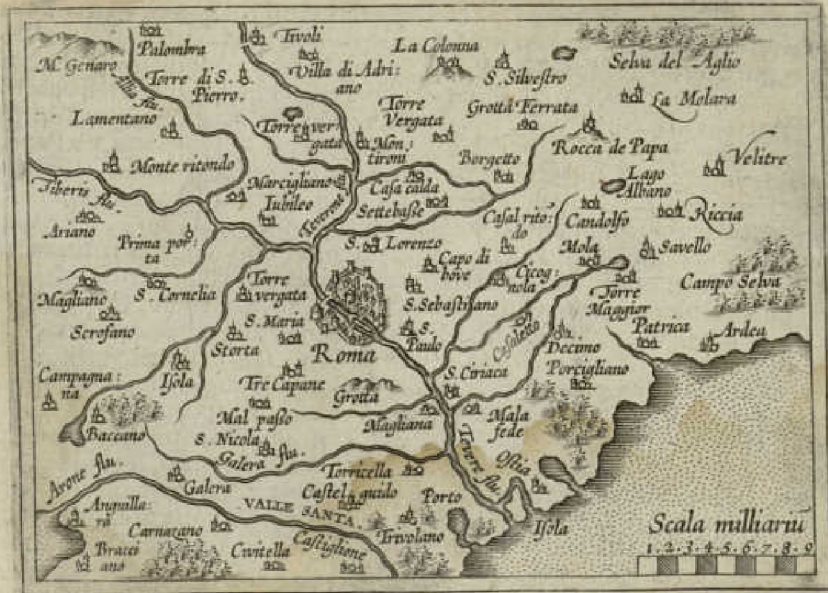 Palombra
Tivoli
La Colonna
Selva del Aglio
Mᵗ. Genaro
Torre di S.
Pierro.
Villa di Adri:
ano
S. Silvestro
La Molara
Allia flu.
Lamentano
Torre ver
gata
Torre
Vergata
Grotta Ferrata
Mon:
tironi
Rocca de Papa
Velitre
Monte ritondo
Borgetto
Lago
Albano
Tiberis flu.
Marcigliano
Iubileo
Casa calda
Settebasse
Teverone flu
Casal rito:
do
Candolfo
Riccia
Ariano
Prima por:
ta
S. Lorenzo
Mola
Savello
Capo di
bove
Cicog:
nola
Campo Selva
Magliano
S. Cornelia
Torre
vergata
S. Sebastiano
Torre
Maggior
Scrofano
S. Maria
S.
Paulo
Casaletto
Patrica
Ardea
Storta
Roma
Decimo
Isola
S. Ciriaca
Porcigliano
Campagna:
na
Tre Capane
Grotta
Mal passo
Magliana
Mala
fede
Baccano
S. Nicola
Galera flu.
Tevere flu.
Ostia
Arone flu.
Galera
Torricella
Castel guido
Porto
Anguilla:
ra
VALLE SANTA.
Isola
Carnazano
Trivolano
Scala milliariū
Bracci
ano
Civitella
Castiglione
1.2.3.4.5.6.7.8.9